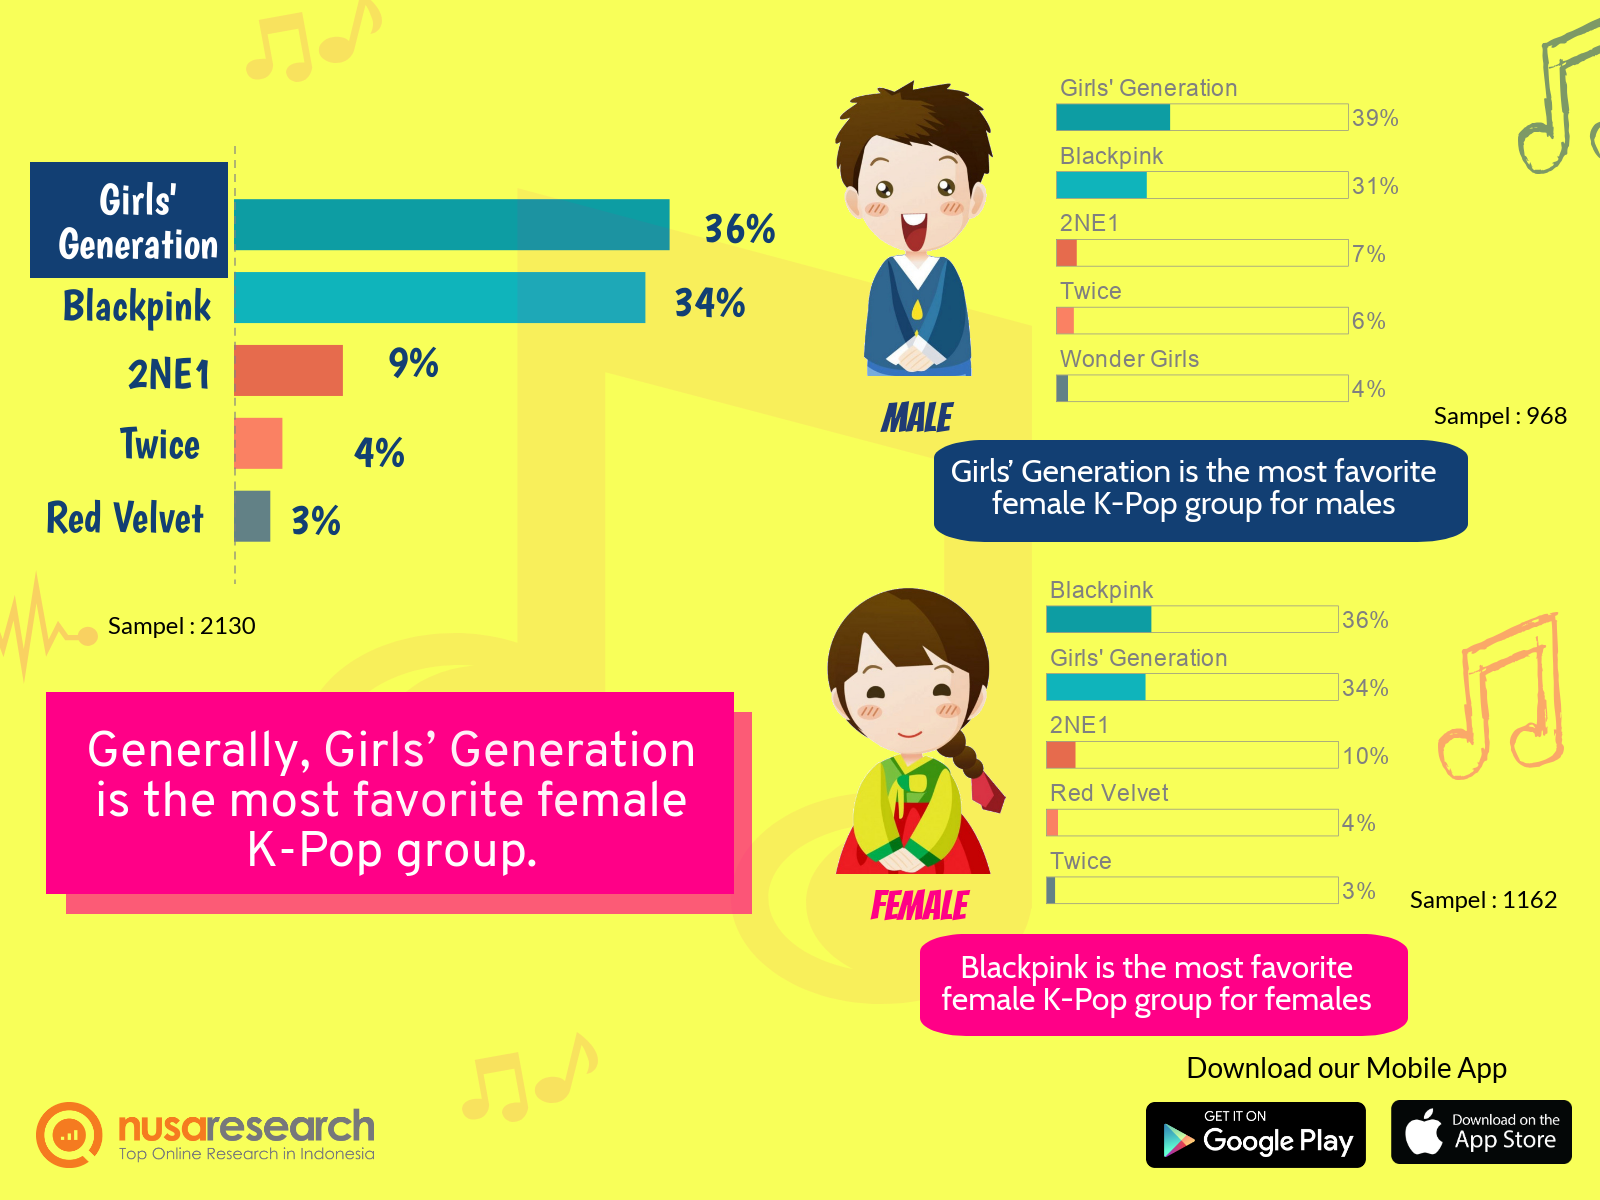 Girls'
Generation
36%
Blackpink
34%
2NE1
9%
Twice
4%
Red Velvet
3%
Sampel : 2130
Generally, Girls’ Generation
is the most favorite female
K-Pop group.
MALE
Girls' Generation
39%
Blackpink
31%
2NE1
7%
Twice
6%
Wonder Girls
4%
Sampel : 968
Girls’ Generation is the most favorite
female K-Pop group for males
FEMALE
Blackpink
36%
Girls' Generation
34%
2NE1
10%
Red Velvet
4%
Twice
3%
Sampel : 1162
Blackpink is the most favorite
female K-Pop group for females
Download our Mobile App
GET IT ON
Google Play
Download on the
App Store
nusaresearch
Top Online Research in Indonesia